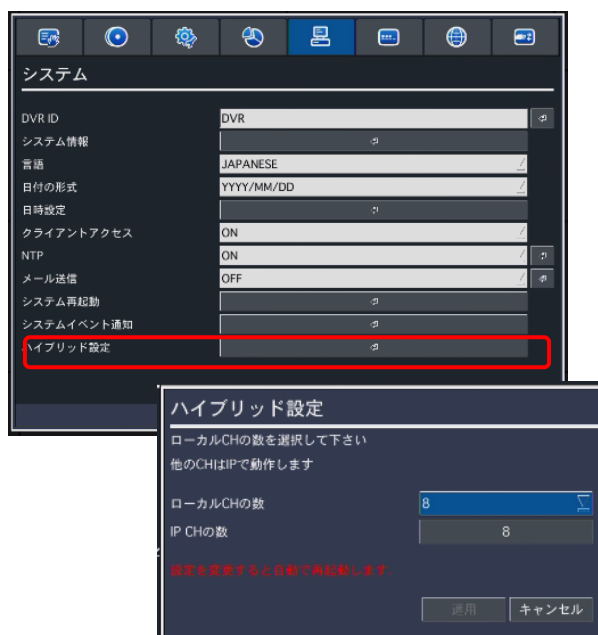 システム
DVR ID DVR
システム情報
言語 JAPANESE
日付の形式 YYYY/MM/DD
日時設定
クライアントアクセス ON
NTP ON
メール送信 OFF
システム再起動
システムイベント通知
ハイブリッド設定
ハイブリッド設定
ローカルCHの数を選択して下さい
他のCHはIPで動作します
ローカルCHの数 8
IP CHの数 8
設定を変更すると自動で再起動します.
適用 キャンセル